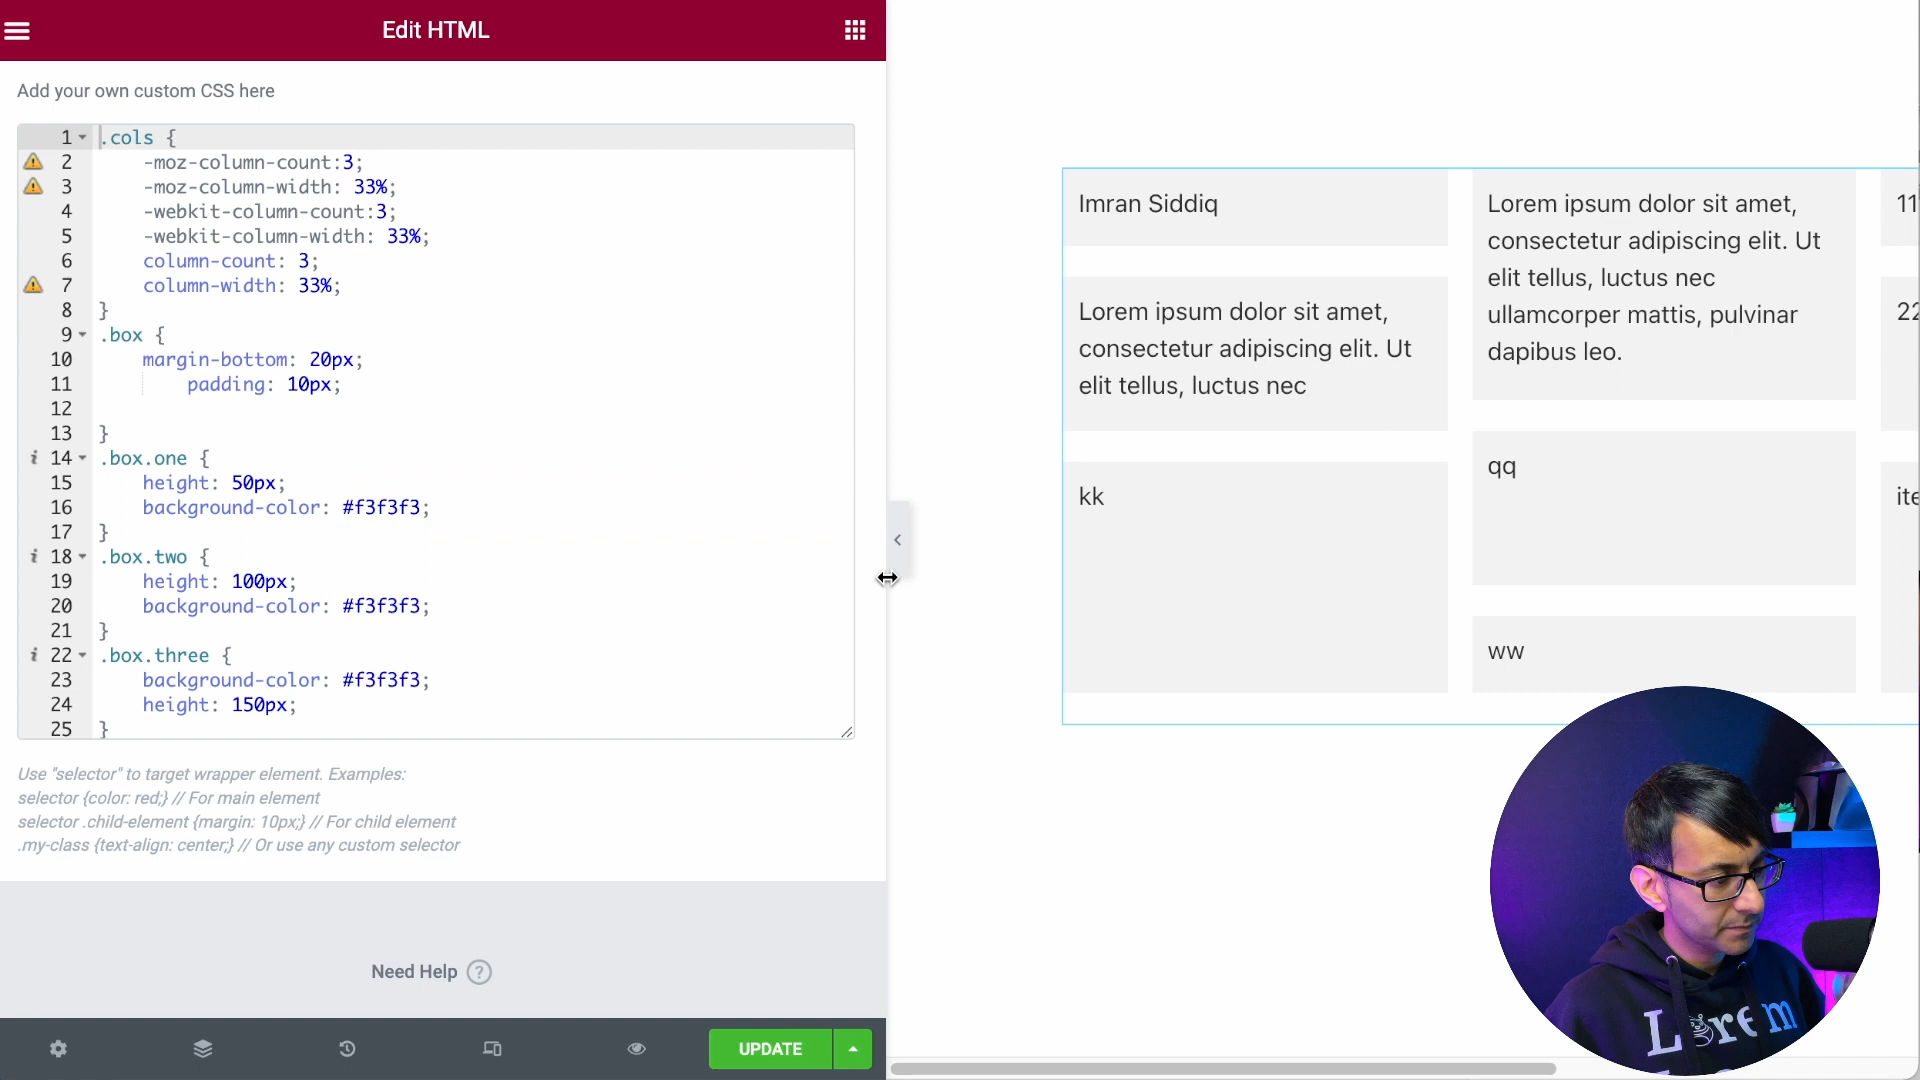 Edit HTML
Add your own custom CSS here
1 .cols {
2 -moz-column-count:3;
3 -moz-column-width: 33%;
4 -webkit-column-count:3;
5 -webkit-column-width: 33%;
6 column-count: 3;
7 column-width: 33%;
8 }
9 .box {
10 margin-bottom: 20px;
11 padding: 10px;
12
13 }
14 .box.one {
15 height: 50px;
16 background-color: #f3f3f3;
17 }
18 .box.two {
19 height: 100px;
20 background-color: #f3f3f3;
21 }
22 .box.three {
23 background-color: #f3f3f3;
24 height: 150px;
25 }
Use "selector" to target wrapper element. Examples:
selector {color: red;} // For main element
selector .child-element {margin: 10px;} // For child element
.my-class {text-align: center;} // Or use any custom selector
Need Help ?
UPDATE
Imran Siddiq
Lorem ipsum dolor sit amet,
consectetur adipiscing elit. Ut
elit tellus, luctus nec
kk
Lorem ipsum dolor sit amet,
consectetur adipiscing elit. Ut
elit tellus, luctus nec
ullamcorper mattis, pulvinar
dapibus leo.
qq
ww
11
22
ite
Lorem